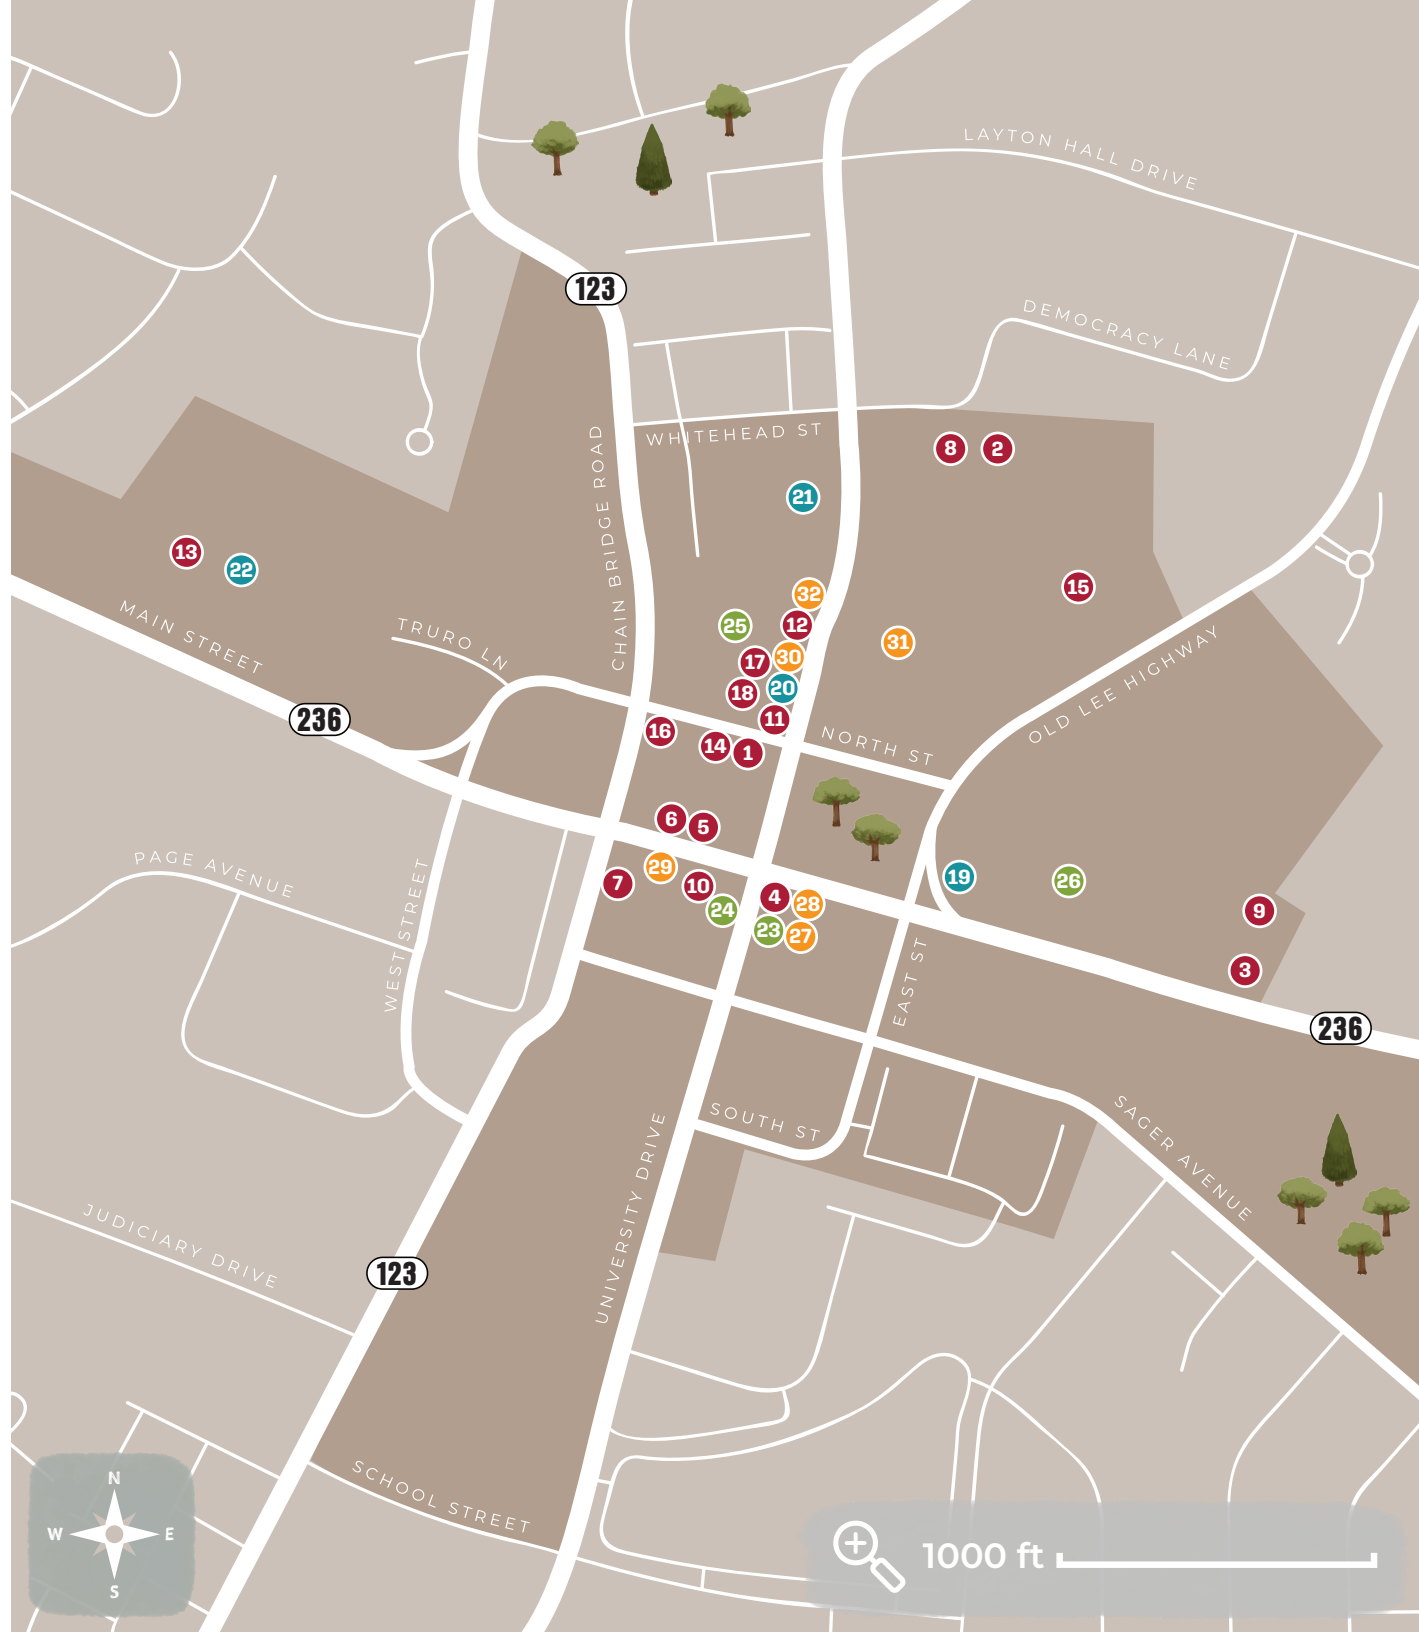 LAYTON HALL DRIVE
123
DEMOCRACY LANE
WHITEHEAD ST
CHAIN BRIDGE ROAD
8
2
21
13
22
15
32
25
12
31
MAIN STREET
TRURO LN
17
30
18
20
OLD LEE HIGHWAY
236
11
16
14
1
NORTH ST
6
5
PAGE AVENUE
29
7
10
4
28
24
23
27
19
26
9
WEST STREET
3
EAST ST
236
SOUTH ST
SAGER AVENUE
UNIVERSITY DRIVE
JUDICIARY DRIVE
123
SCHOOL STREET
N
W
E
S
1000 ft